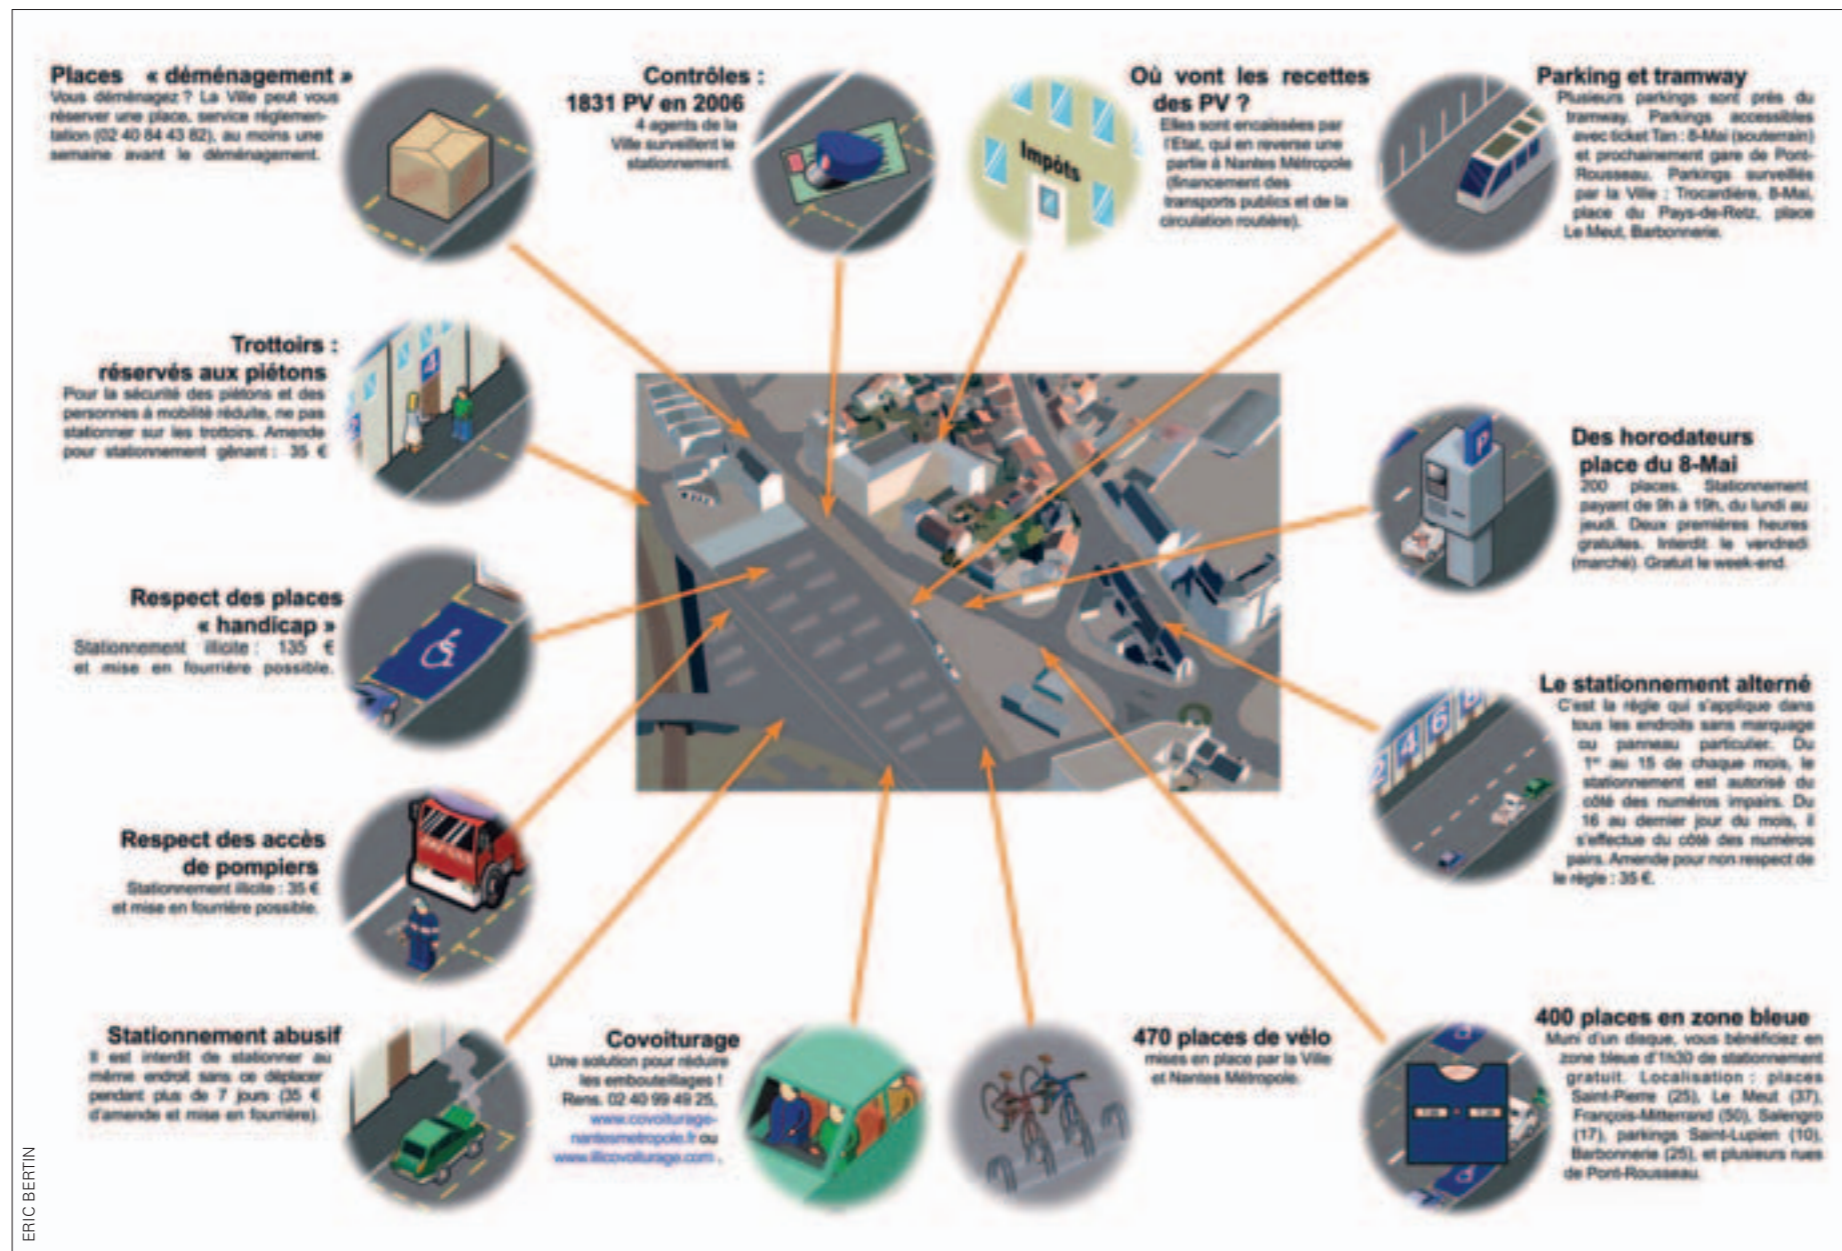 Places « déménagement »
Vous déménagez ? La Ville peut vous
réserver une place, service réglemen-
tation (02 40 84 43 82), au moins une
semaine avant le déménagement.
Contrôles :
1831 PV en 2006
4 agents de la
Ville surveillent le
stationnement.
Impôts
Où vont les recettes
des PV ?
Elles sont encaissées par
l'Etat, qui en reverse une
partie à Nantes Métropole
(financement des
transports publics et de la
circulation routière).
Parking et tramway
Plusieurs parkings sont près du
tramway. Parkings accessibles
avec ticket Tan : 8-Mai (souterrain)
et prochainement gare de Pont-
Rousseau. Parkings surveillés
par la Ville : Trocardière, 8-Mai,
place du Pays-de-Retz, place
Le Meut, Barbonnerie.
Trottoirs :
réservés aux piétons
Pour la sécurité des piétons et des
personnes à mobilité réduite, ne pas
stationner sur les trottoirs. Amende
pour stationnement gênant : 35 €
4
Des horodateurs
place du 8-Mai
200 places. Stationnement
payant de 9h à 19h, du lundi au
jeudi. Deux premières heures
gratuites. Interdit le vendredi
(marché). Gratuit le week-end.
P
Respect des places
« handicap »
Stationnement illicite : 135 €
et mise en fourrière possible.
Le stationnement alterné
C'est la règle qui s'applique dans
tous les endroits sans marquage
ou panneau particulier. Du
1er au 15 de chaque mois, le
stationnement est autorisé du
côté des numéros impairs. Du
16 au dernier jour du mois, il
s'effectue du côté des numéros
pairs. Amende pour non respect de
le règle : 35 €.
2 4 6 8
Respect des accès
de pompiers
Stationnement illicite : 35 €
et mise en fourrière possible.
Stationnement abusif
Il est interdit de stationner au
même endroit sans ce déplacer
pendant plus de 7 jours (35 €
d'amende et mise en fourrière).
Covoiturage
Une solution pour réduire
les embouteillages !
Rens. 02 40 99 49 25,
www.covoiturage-
nantesmetropole.fr ou
www.illicovoiturage.com .
470 places de vélo
mises en place par la Ville
et Nantes Métropole.
400 places en zone bleue
Muni d'un disque, vous bénéficiez en
zone bleue d'1h30 de stationnement
gratuit. Localisation : places
Saint-Pierre (25), Le Meut (37),
François-Mitterrand (50), Salengro
(17), parkings Saint-Lupien (10),
Barbonnerie (25), et plusieurs rues
de Pont-Rousseau.
ERIC BERTIN